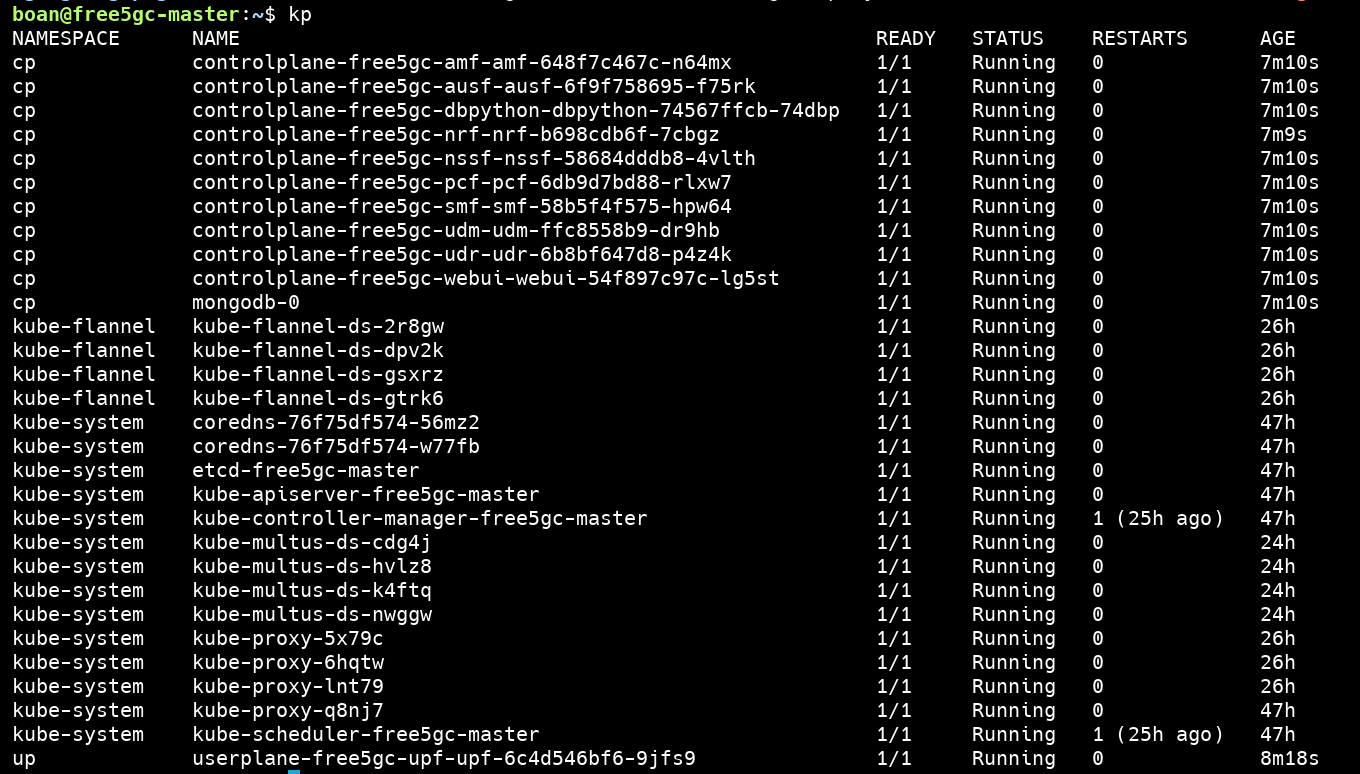 boan@free5gc-master:~$ kp
NAMESPACE NAME READY STATUS RESTARTS AGE
cp controlplane-free5gc-amf-amf-648f7c467c-n64mx 1/1 Running 0 7m10s
cp controlplane-free5gc-ausf-ausf-6f9f758695-f75rk 1/1 Running 0 7m10s
cp controlplane-free5gc-dbpython-dbpython-74567ffcb-74dbp 1/1 Running 0 7m10s
cp controlplane-free5gc-nrf-nrf-b698cdb6f-7cbgz 1/1 Running 0 7m9s
cp controlplane-free5gc-nssf-nssf-58684dddb8-4vlth 1/1 Running 0 7m10s
cp controlplane-free5gc-pcf-pcf-6db9d7bd88-rlxw7 1/1 Running 0 7m10s
cp controlplane-free5gc-smf-smf-58b5f4f575-hpw64 1/1 Running 0 7m10s
cp controlplane-free5gc-udm-udm-ffc8558b9-dr9hb 1/1 Running 0 7m10s
cp controlplane-free5gc-udr-udr-6b8bf647d8-p4z4k 1/1 Running 0 7m10s
cp controlplane-free5gc-webui-webui-54f897c97c-lg5st 1/1 Running 0 7m10s
cp mongodb-0 1/1 Running 0 7m10s
kube-flannel kube-flannel-ds-2r8gw 1/1 Running 0 26h
kube-flannel kube-flannel-ds-dpv2k 1/1 Running 0 26h
kube-flannel kube-flannel-ds-gsxrz 1/1 Running 0 26h
kube-flannel kube-flannel-ds-gtrk6 1/1 Running 0 26h
kube-system coredns-76f75df574-56mz2 1/1 Running 0 47h
kube-system coredns-76f75df574-w77fb 1/1 Running 0 47h
kube-system etcd-free5gc-master 1/1 Running 0 47h
kube-system kube-apiserver-free5gc-master 1/1 Running 0 47h
kube-system kube-controller-manager-free5gc-master 1/1 Running 1 (25h ago) 47h
kube-system kube-multus-ds-cdg4j 1/1 Running 0 24h
kube-system kube-multus-ds-hvlz8 1/1 Running 0 24h
kube-system kube-multus-ds-k4ftq 1/1 Running 0 24h
kube-system kube-multus-ds-nwggw 1/1 Running 0 24h
kube-system kube-proxy-5x79c 1/1 Running 0 26h
kube-system kube-proxy-6hqtw 1/1 Running 0 26h
kube-system kube-proxy-lnt79 1/1 Running 0 26h
kube-system kube-proxy-q8nj7 1/1 Running 0 47h
kube-system kube-scheduler-free5gc-master 1/1 Running 1 (25h ago) 47h
up userplane-free5gc-upf-upf-6c4d546bf6-9jfs9 1/1 Running 0 8m18s